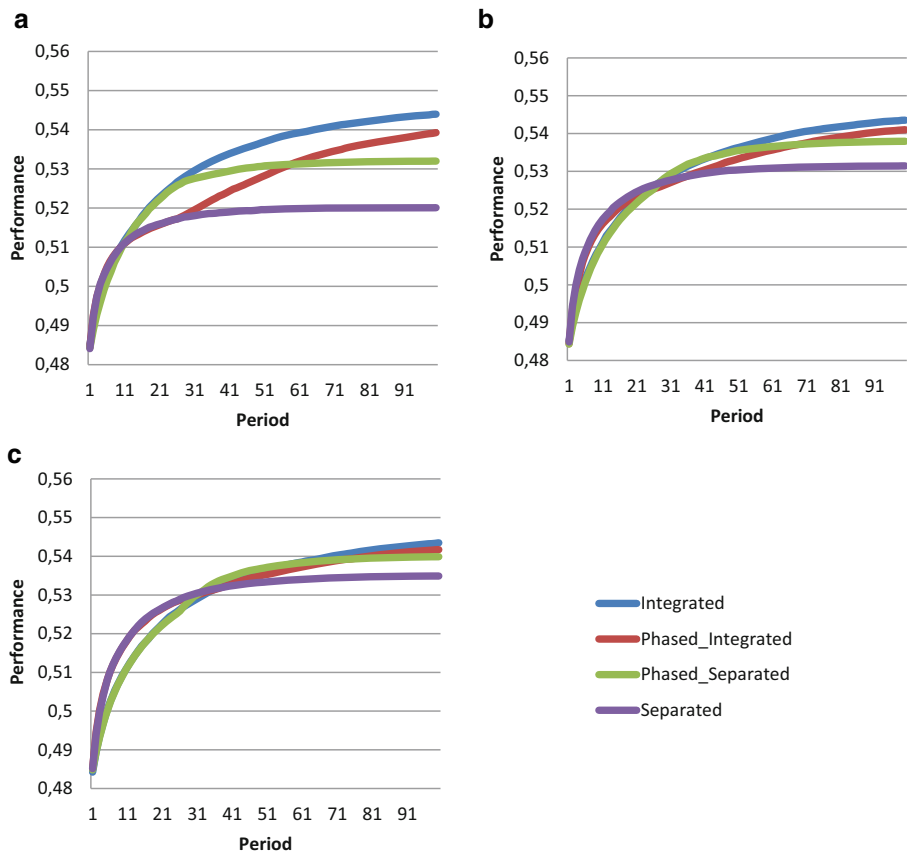 a
0,56
0,55
0,54
0,53
0,52
0,51
0,5
0,49
0,48
Performance
1 11 21 31 41 51 61 71 81 91
Period
b
0,56
0,55
0,54
0,53
0,52
0,51
0,5
0,49
0,48
Performance
1 11 21 31 41 51 61 71 81 91
Period
c
0,56
0,55
0,54
0,53
0,52
0,51
0,5
0,49
0,48
Performance
1 11 21 31 41 51 61 71 81 91
Period
Integrated
Phased_Integrated
Phased_Separated
Separated